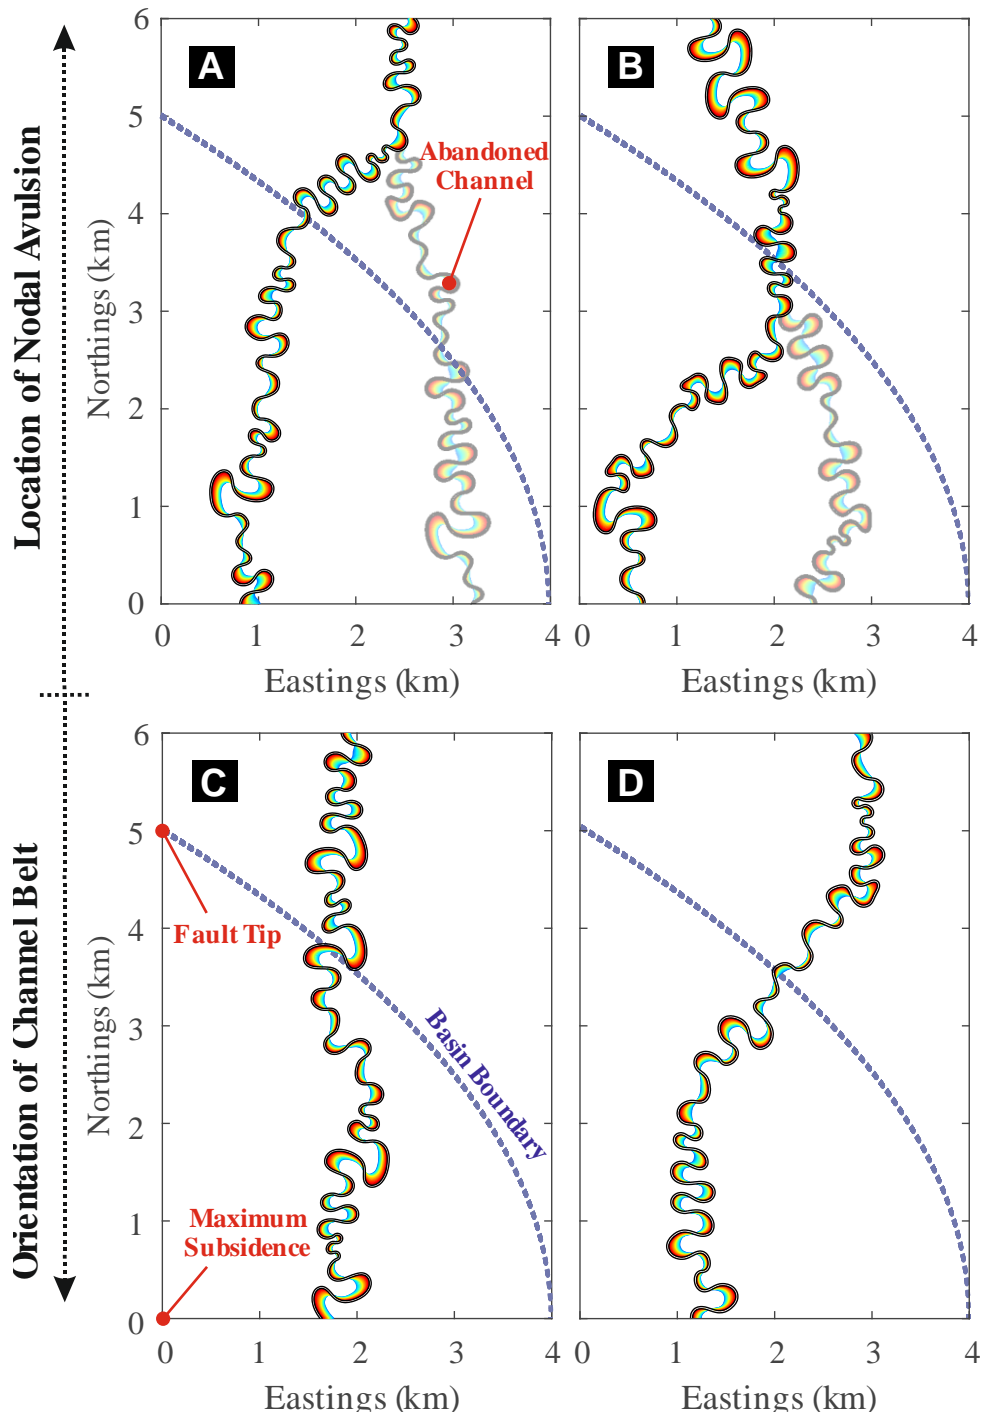 Location of Nodal Avulsion
Orientation of Channel Belt
6
5
4
3
2
1
0
Northings (km)
A
Abandoned
Channel
0 1 2 3 4
Eastings (km)
B
0 1 2 3 4
Eastings (km)
6
5
4
3
2
1
0
Northings (km)
C
Fault Tip
Basin Boundary
Maximum
Subsidence
0 1 2 3 4
Eastings (km)
D
0 1 2 3 4
Eastings (km)